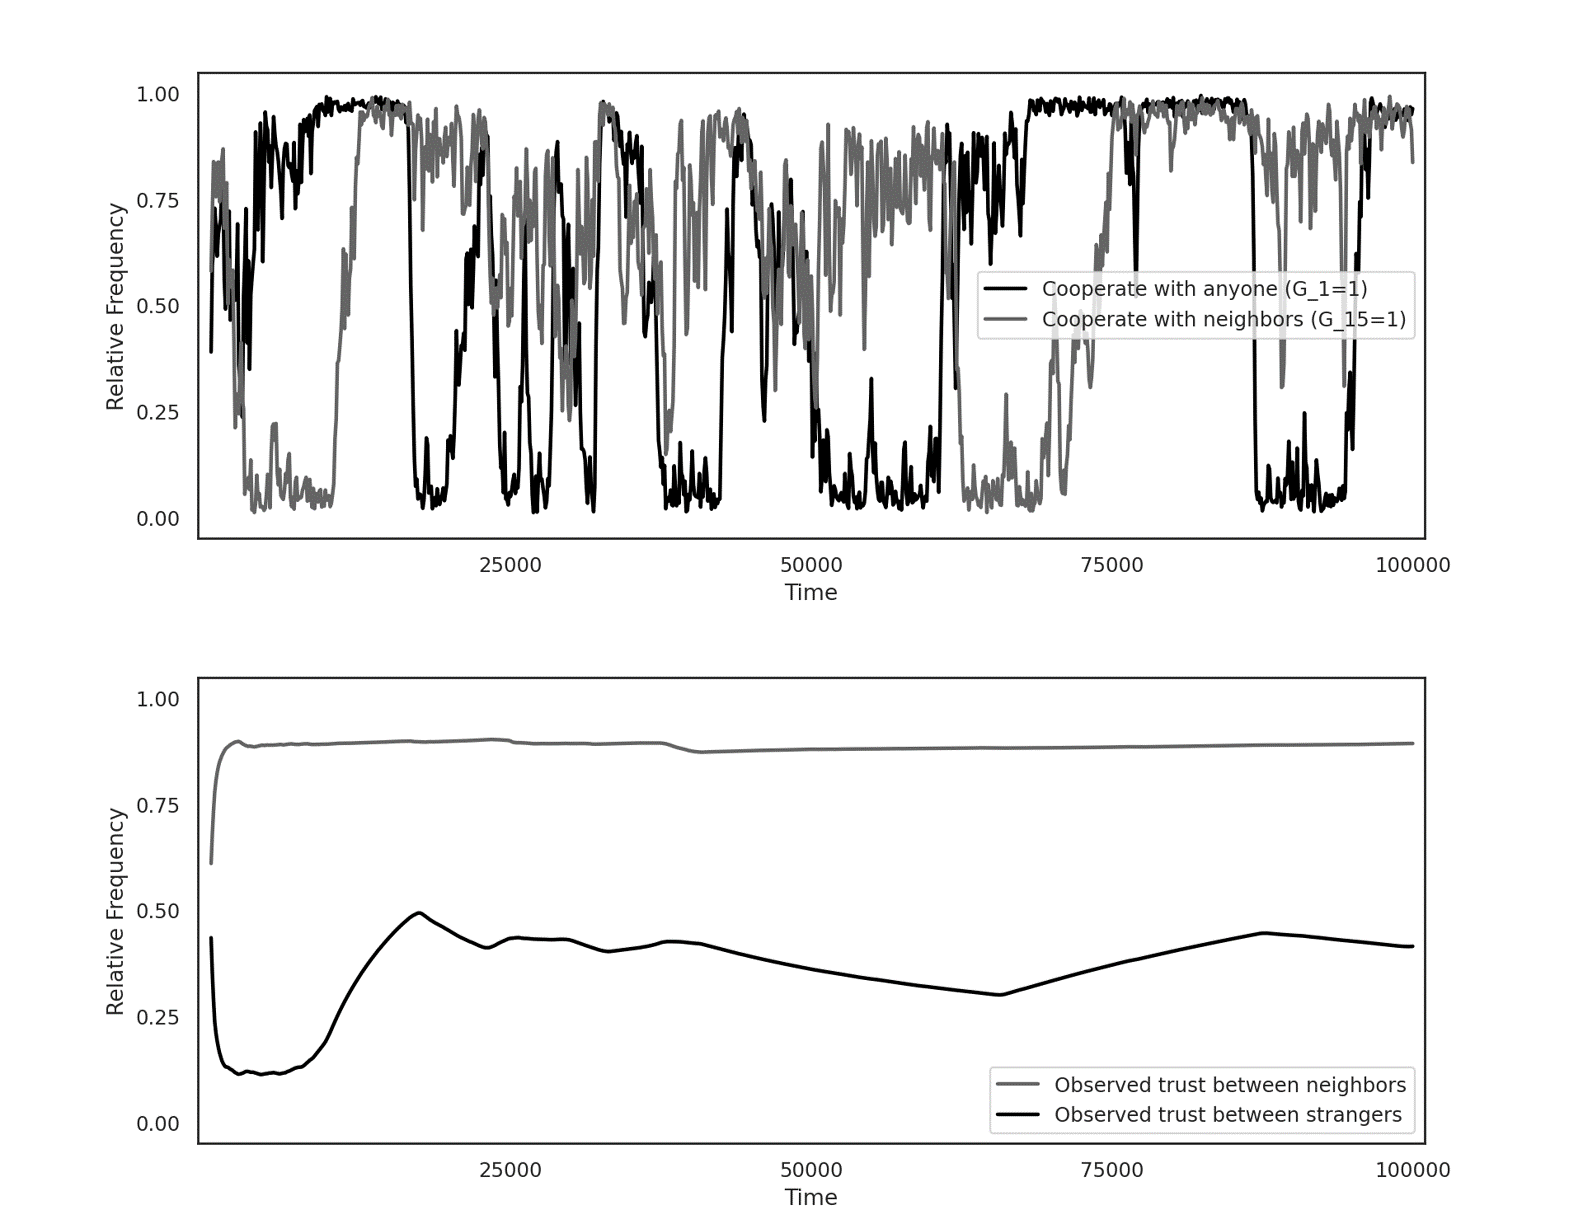 1.00
0.75
0.50
0.25
0.00
Relative Frequency
Cooperate with anyone (G_1=1)
Cooperate with neighbors (G_15=1)
25000 50000 75000 100000
Time
1.00
0.75
0.50
0.25
0.00
Relative Frequency
Observed trust between neighbors
Observed trust between strangers
25000 50000 75000 100000
Time